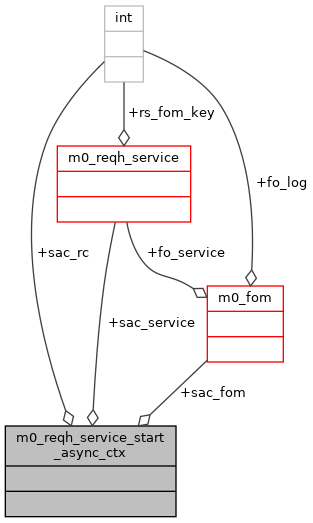 int
+rs_fom_key
m0_reqh_service
+fo_log
+sac_rc
+fo_service
m0_fom
+sac_service
+sac_fom
m0_reqh_service_start
_async_ctx